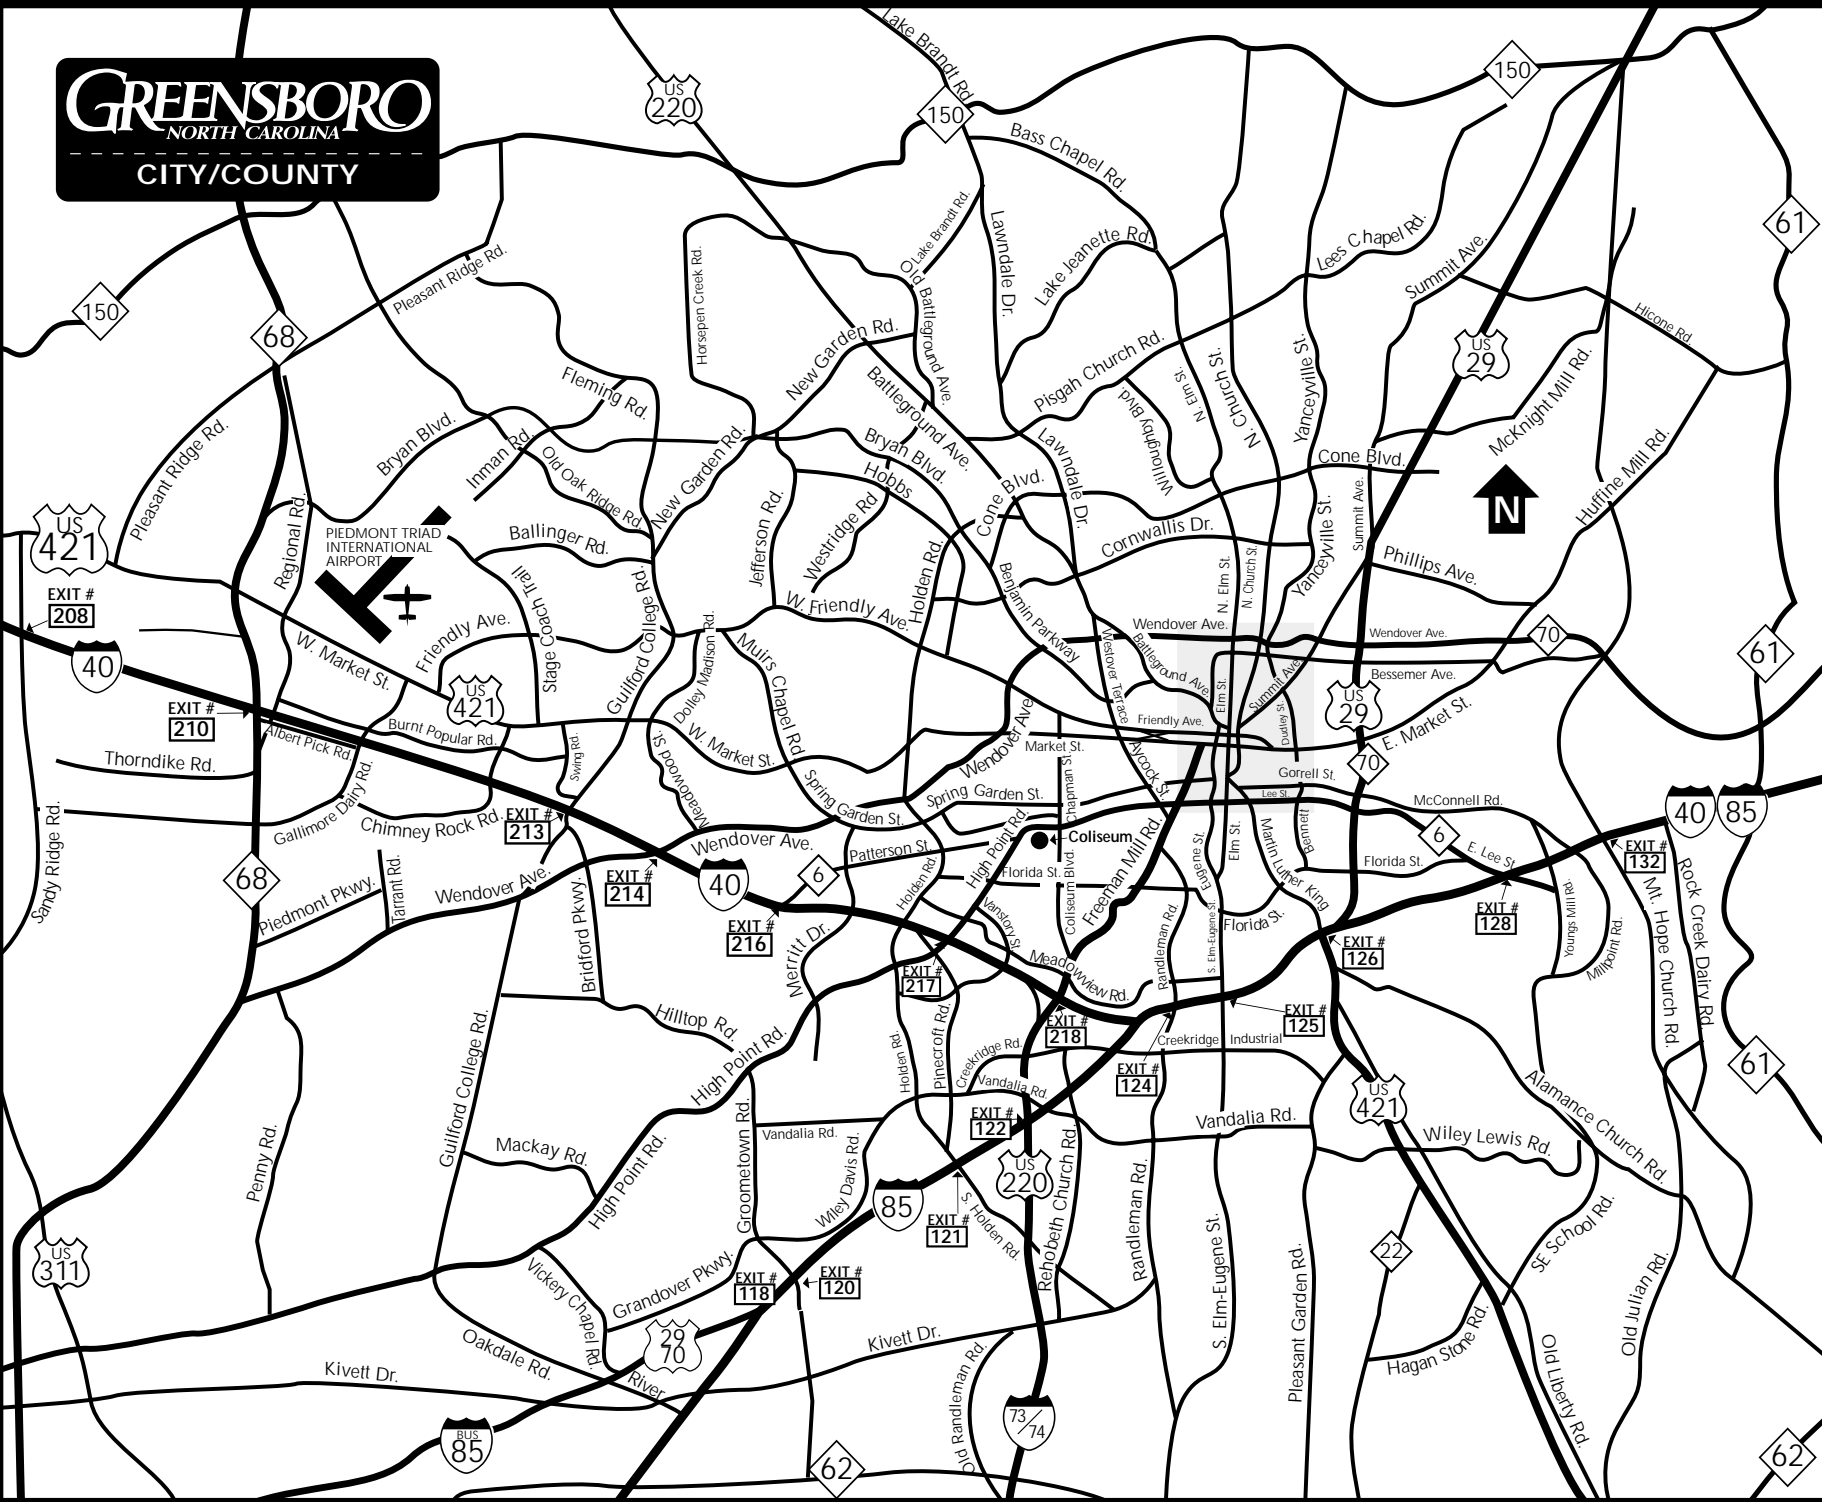 GREENSBORO
NORTH CAROLINA
CITY/COUNTY
Lake Brandt Rd.
150
US
220
150
Bass Chapel Rd.
61
O Lake Brandt Rd.
Lawndale Dr.
Lake Jeanette Rd.
Lees Chapel Rd.
Summit Ave.
150
68
Pleasant Ridge Rd.
Horsepen Creek Rd.
Old Battleground Ave.
New Garden Rd.
Hicone Rd.
US
29
Fleming Rd.
Battleground Ave.
Pisgah Church Rd.
Willoughby Blvd.
N. Elm St.
N. Church St.
Yanceyville St.
McKnight Mill Rd.
Pleasant Ridge Rd.
Bryan Blvd.
Inman Rd.
Old Oak Ridge Rd.
New Garden Rd.
Bryan Blvd.
Hobbs
Lawndale Dr.
Cone Blvd.
Cone Blvd.
Huffine Mill Rd.
N
US
421
Regional Rd.
PIEDMONT TRIAD
INTERNATIONAL
AIRPORT
Ballinger Rd.
Jefferson Rd.
Westridge Rd
Holden Rd.
Cornwallis Dr.
Yanceyville St.
Summit Ave.
Phillips Ave.
EXIT #
208
40
Friendly Ave.
Stage Coach Trail
Guilford College Rd.
W. Friendly Ave.
Benjamin Parkway
N. Elm St.
N. Church St.
Wendover Ave.
Wendover Ave.
70
61
W. Market St.
US
421
Dolley Madison Rd.
Muirs Chapel Rd.
Westover Terrace
Battleground Ave.
Elm St.
Summit Ave.
Bessemer Ave.
US
29
EXIT #
210
Albert Pick Rd.
Burnt Popular Rd.
Swing Rd.
Meadowood St.
W. Market St.
Wendover Ave.
Friendly Ave.
Dudley St.
E. Market St.
Market St.
Aycock St.
70
Thorndike Rd.
Gallimore Dairy Rd.
Chimney Rock Rd.
EXIT #
213
Spring Garden St.
Spring Garden St.
Chapman St.
Gorrell St.
Lee St.
McConnell Rd.
40
85
Sandy Ridge Rd.
68
Wendover Ave.
Patterson St.
High Point Rd.
Coliseum
Freeman Mill Rd.
Eugene St.
Elm St.
Martin Luther King
Bennett
6
E. Lee St.
EXIT #
132
Piedmont Pkwy.
Tarrant Rd.
Wendover Ave.
EXIT #
214
40
6
Holden Rd.
Florida St.
Florida St.
Florida St.
Coliseum Blvd.
EXIT #
128
Youngs Mill Rd.
Millpoint Rd.
Mt. Hope Church Rd.
Rock Creek Dairy Rd.
Bridford Pkwy.
EXIT #
216
Merritt Dr.
Vanstory St.
EXIT #
217
Meadowview Rd.
Randleman Rd.
S. Elm-Eugene St.
EXIT #
126
Hilltop Rd.
EXIT #
218
EXIT #
125
Guilford College Rd.
High Point Rd.
Holden Rd.
Pinecroft Rd.
Creekridge Rd.
Creekridge
Industrial
EXIT #
124
61
Vandalia Rd.
US
421
Alamance Church Rd.
EXIT #
122
Vandalia Rd.
Wiley Lewis Rd.
Penny Rd.
Mackay Rd.
High Point Rd.
Groometown Rd.
Vandalia Rd.
Wiley Davis Rd.
85
US
220
Rehobeth Church Rd.
Randleman Rd.
EXIT #
121
S. Holden Rd.
S. Elm-Eugene St.
Pleasant Garden Rd.
22
SE School Rd.
US
311
Vickery Chapel Rd.
Grandover Pkwy.
EXIT #
118
EXIT #
120
29
70
Kivett Dr.
Kivett Dr.
Oakdale Rd.
River
Hagan Stone Rd.
Old Julian Rd.
Old Liberty Rd.
Old Randleman Rd.
73/74
BUS
85
62
62